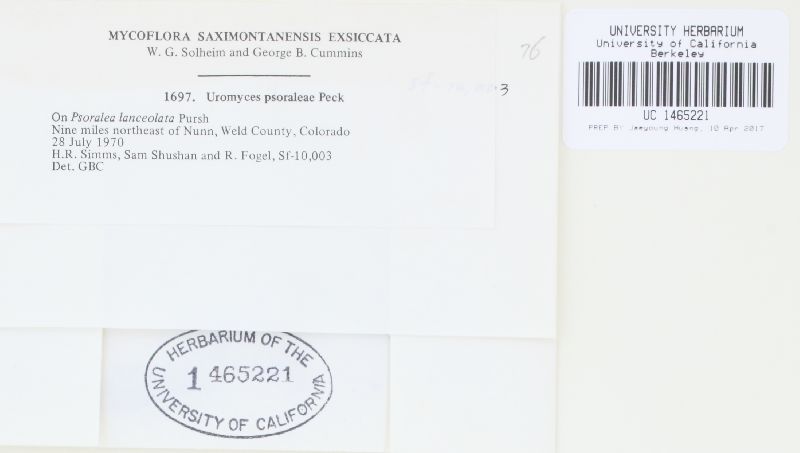 MYCOFLORA SAXIMONTANENSIS EXSICCATA
W. G. Solheim and George B. Cummins
1697. Uromyces psoraleae Peck
On Psoralea lanceolata Pursh
Nine miles northeast of Nunn, Weld County, Colorado
28 July 1970
H.R. Simms, Sam Shushan and R. Fogel, Sf-10,003
Det. GBC
76
3
UNIVERSITY HERBARIUM
University of California
Berkeley
UC 1465221
PREP BY Jaeyoung Huang, 10 Apr 2017
HERBARIUM OF THE
1 465221
UNIVERSITY OF CALIFORNIA